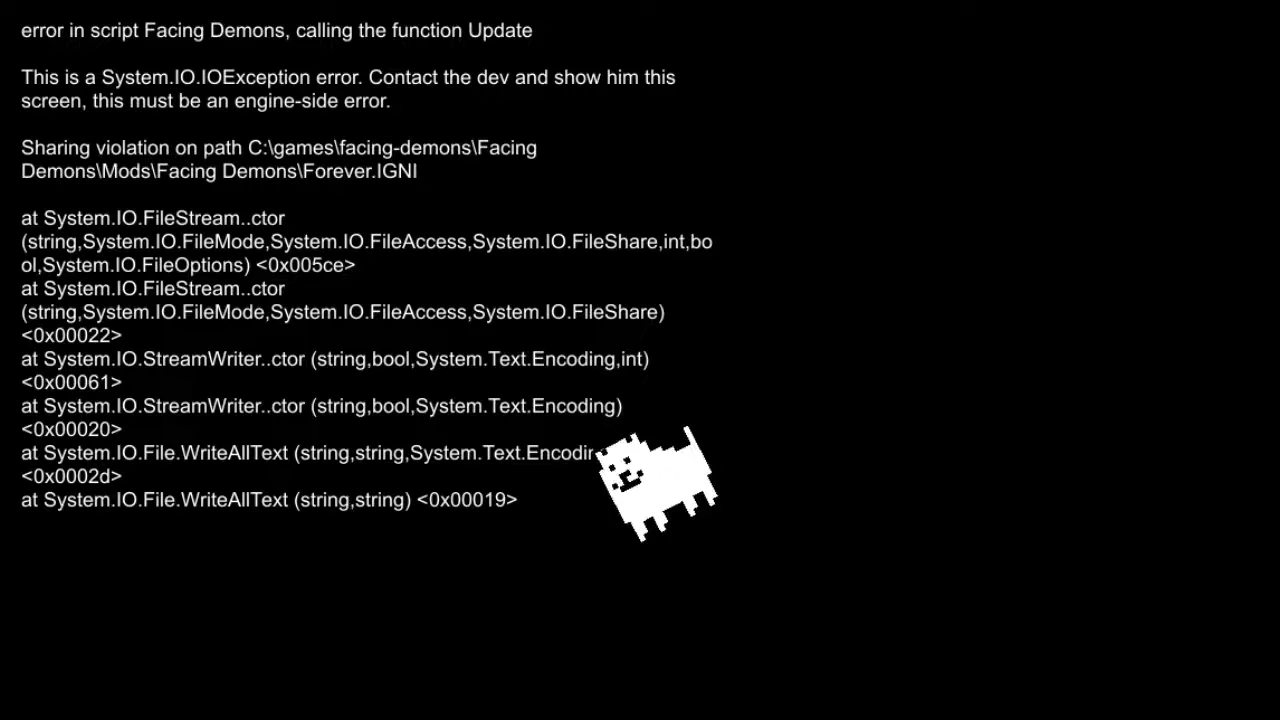 error in script Facing Demons, calling the function Update
This is a System.IO.IOException error. Contact the dev and show him this
screen, this must be an engine-side error.
Sharing violation on path C:\games\facing-demons\Facing
Demons\Mods\Facing Demons\Forever.IGNI
at System.IO.FileStream..ctor
(string,System.IO.FileMode,System.IO.FileAccess,System.IO.FileShare,int,bo
ol,System.IO.FileOptions) <0x005ce>
at System.IO.FileStream..ctor
(string,System.IO.FileMode,System.IO.FileAccess,System.IO.FileShare)
<0x00022>
at System.IO.StreamWriter..ctor (string,bool,System.Text.Encoding,int)
<0x00061>
at System.IO.StreamWriter..ctor (string,bool,System.Text.Encoding)
<0x00020>
at System.IO.File.WriteAllText (string,string,System.Text.Encodin
<0x0002d>
at System.IO.File.WriteAllText (string,string) <0x00019>